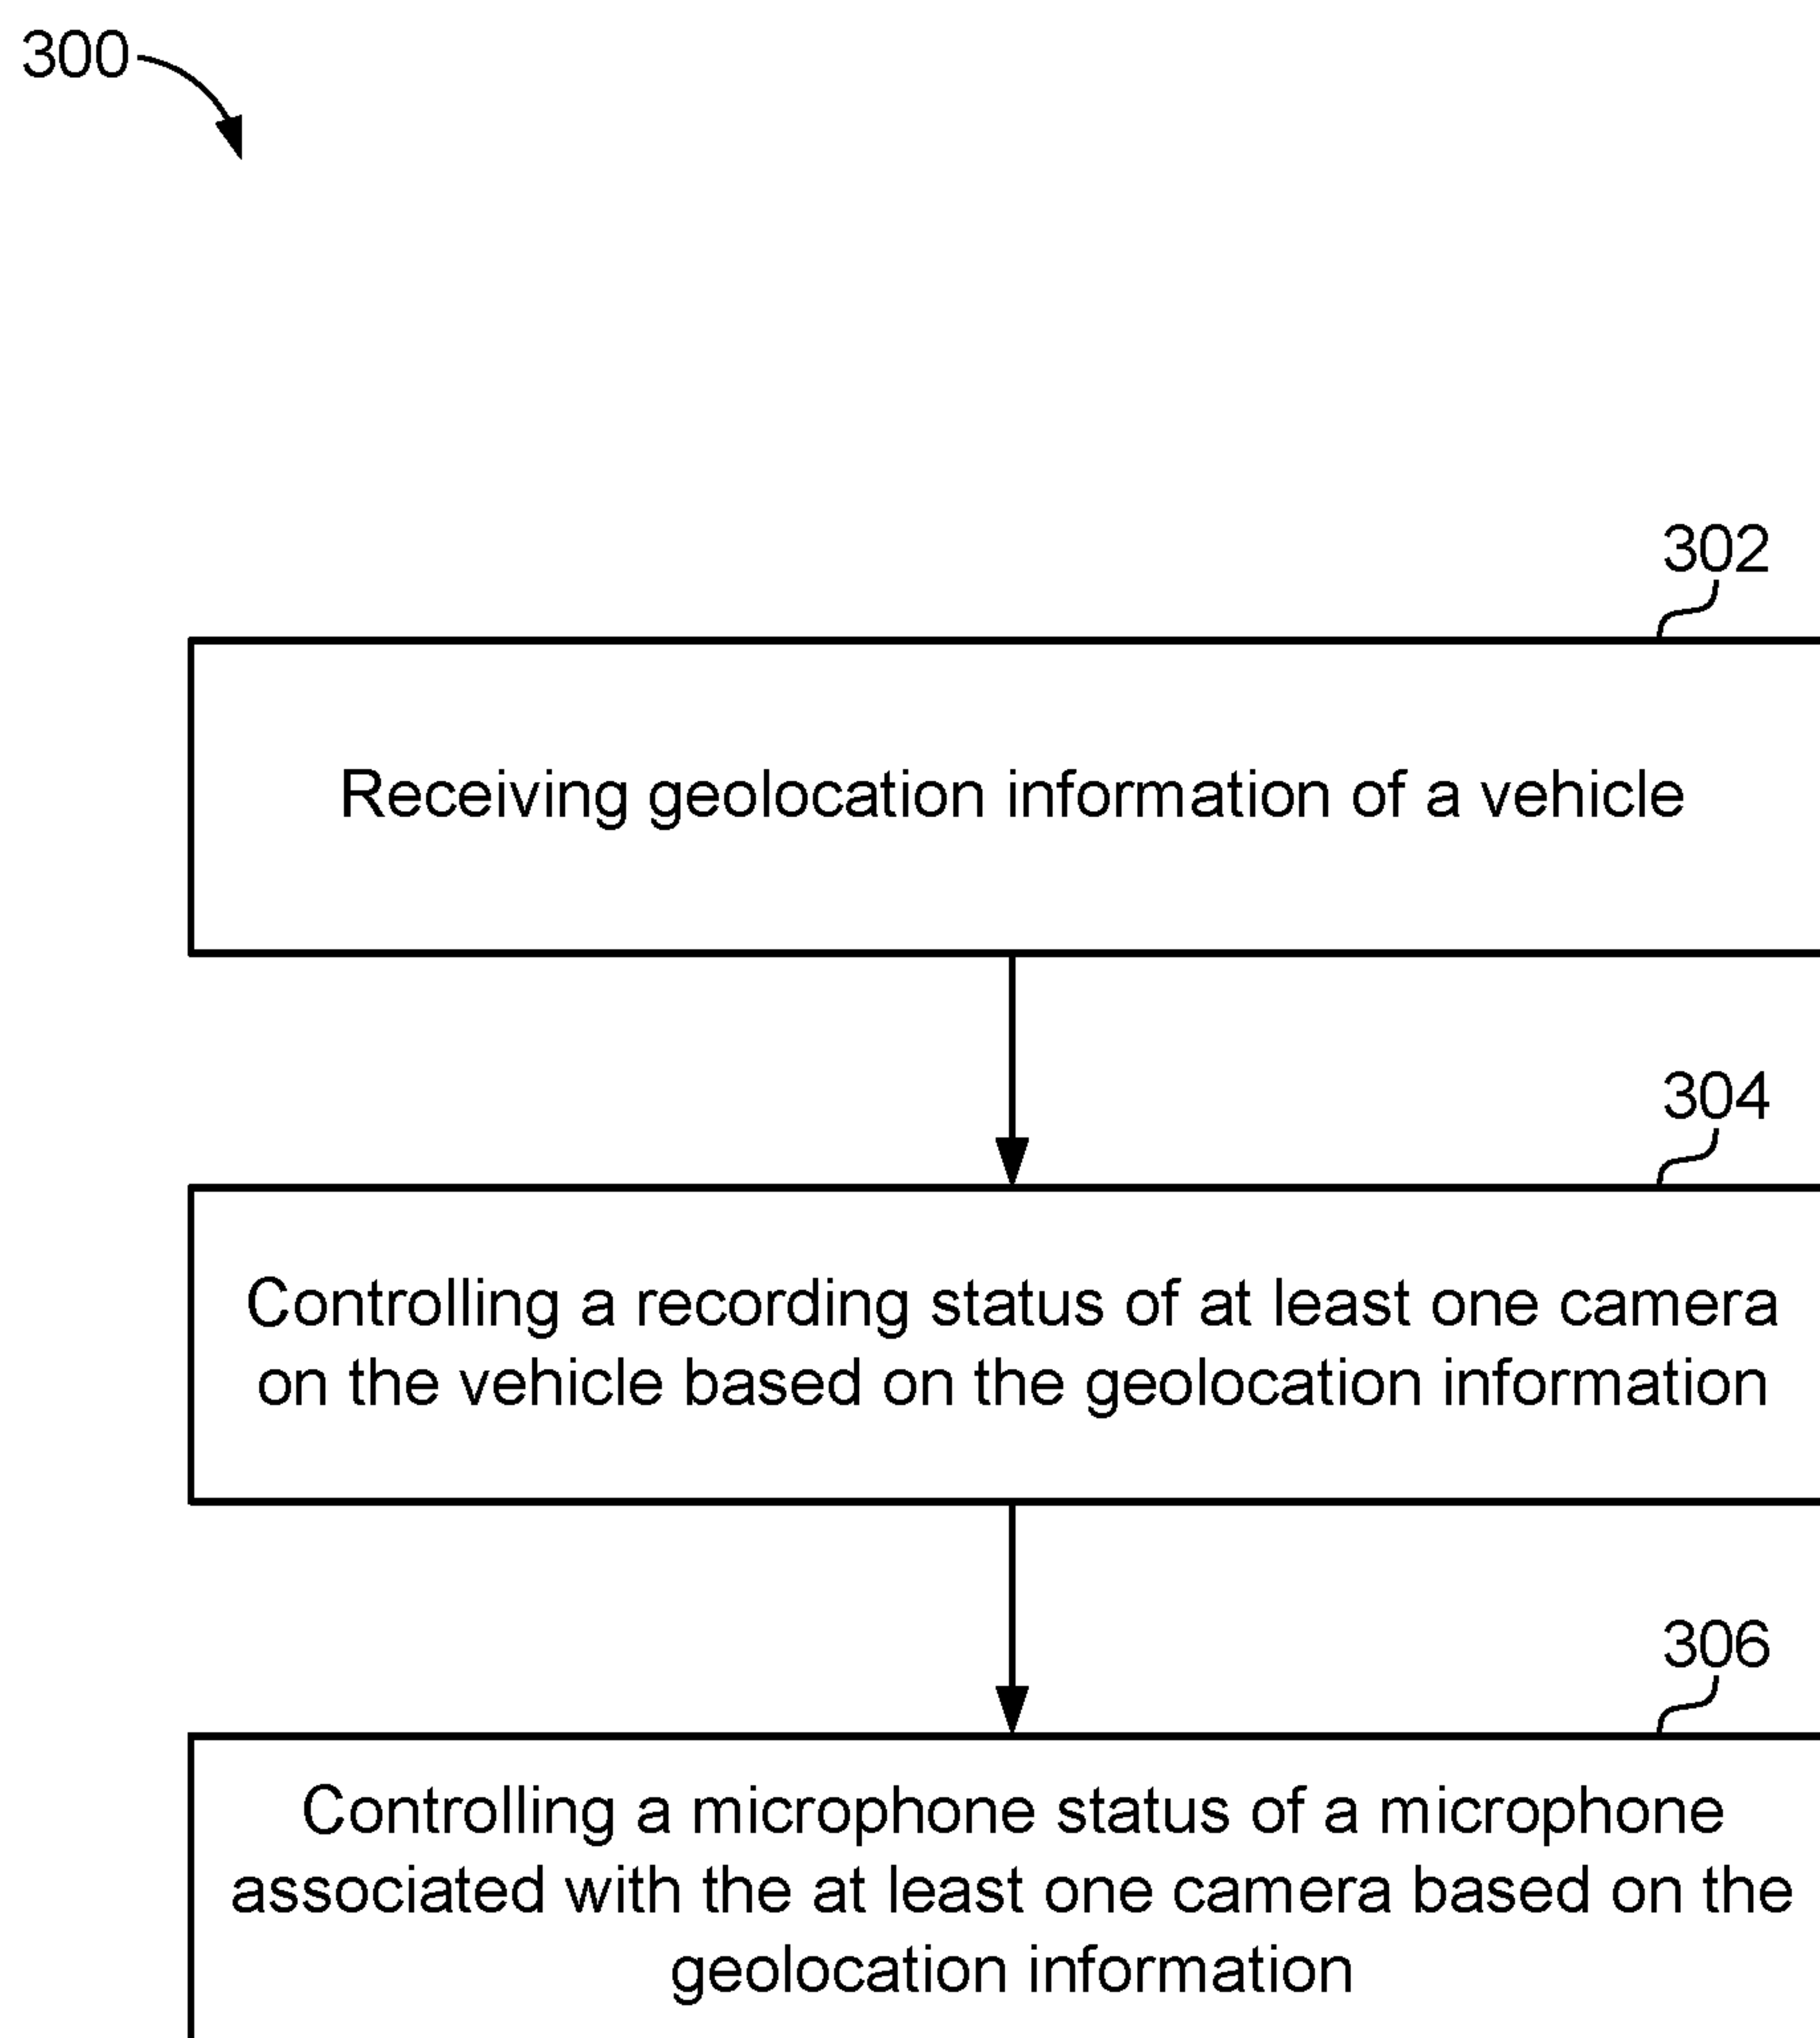 300
302
Receiving geolocation information of a vehicle
304
Controlling a recording status of at least one camera
on the vehicle based on the geolocation information
306
Controlling a microphone status of a microphone
associated with the at least one camera based on the
geolocation information